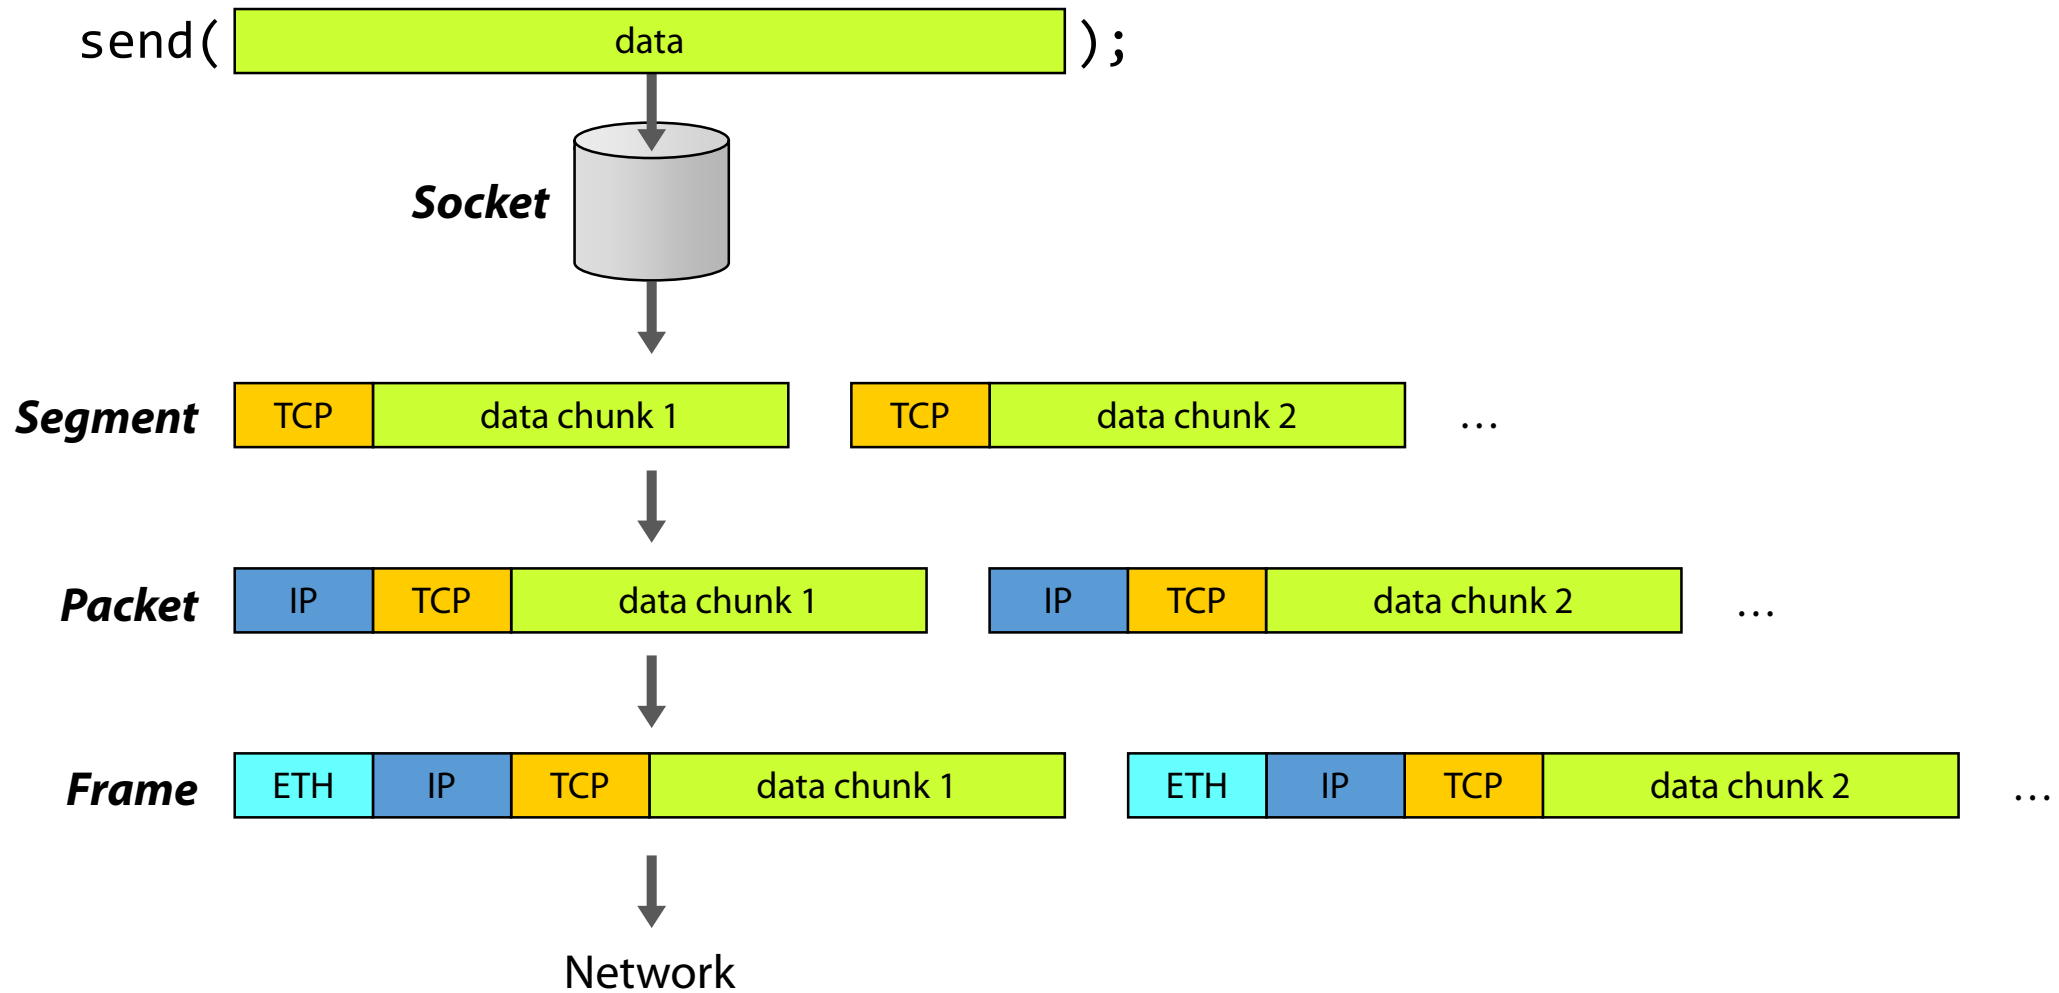 send( data );
Socket
Segment TCP data chunk 1 TCP data chunk 2 ...
Packet IP TCP data chunk 1 IP TCP data chunk 2 ...
Frame ETH IP TCP data chunk 1 ETH IP TCP data chunk 2 ...
Network